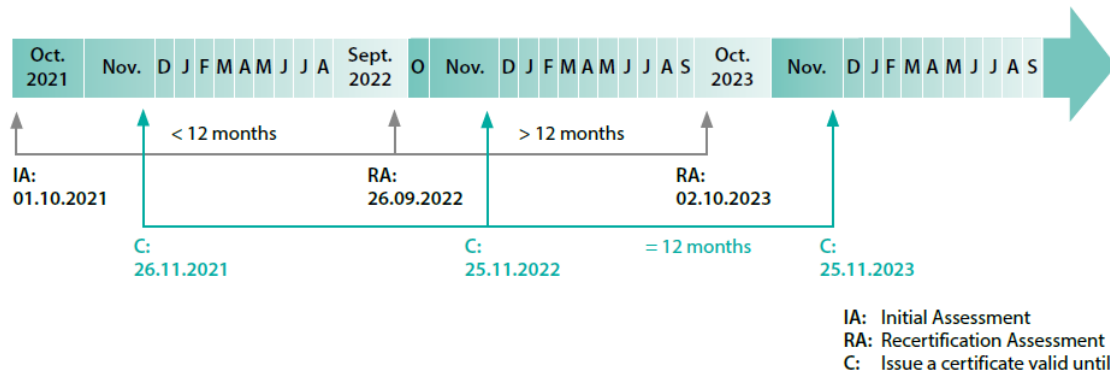 Oct. 2021 Nov. D J F M A M J J A Sept. 2022 O Nov. D J F M A M J J A S Oct. 2023 Nov. D J F M A M J J A S
< 12 months > 12 months
IA: RA: RA:
01.10.2021 26.09.2022 02.10.2023
C: C: = 12 months C:
26.11.2021 25.11.2022 25.11.2023
IA: Initial Assessment
RA: Recertification Assessment
C: Issue a certificate valid until